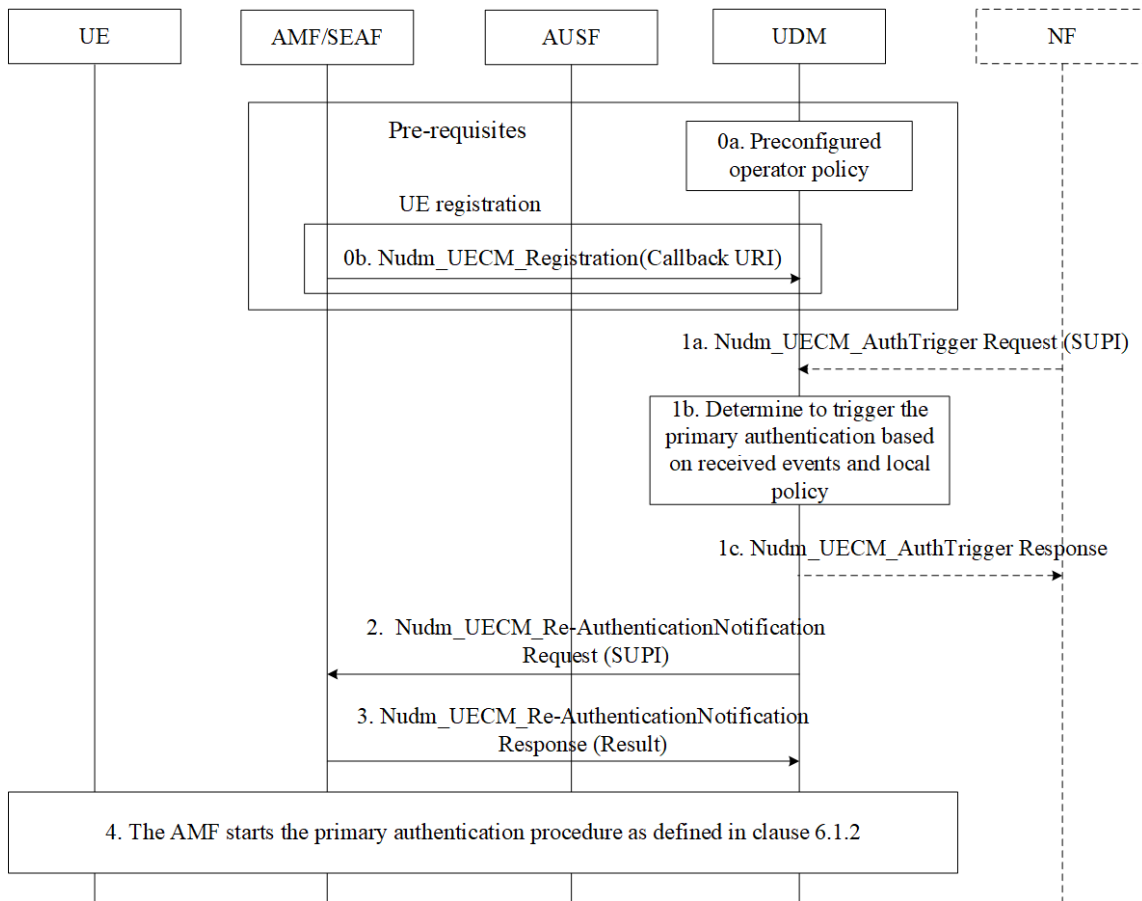 UE
AMF/SEAF
AUSF
UDM
NF
Pre-requisites
0a. Preconfigured
operator policy
UE registration
0b. Nudm_UECM_Registration(Callback URI)
1a. Nudm_UECM_AuthTrigger Request (SUPI)
1b. Determine to trigger the
primary authentication based
on received events and local
policy
1c. Nudm_UECM_AuthTrigger Response
2. Nudm_UECM_Re-AuthenticationNotification
Request (SUPI)
3. Nudm_UECM_Re-AuthenticationNotification
Response (Result)
4. The AMF starts the primary authentication procedure as defined in clause 6.1.2